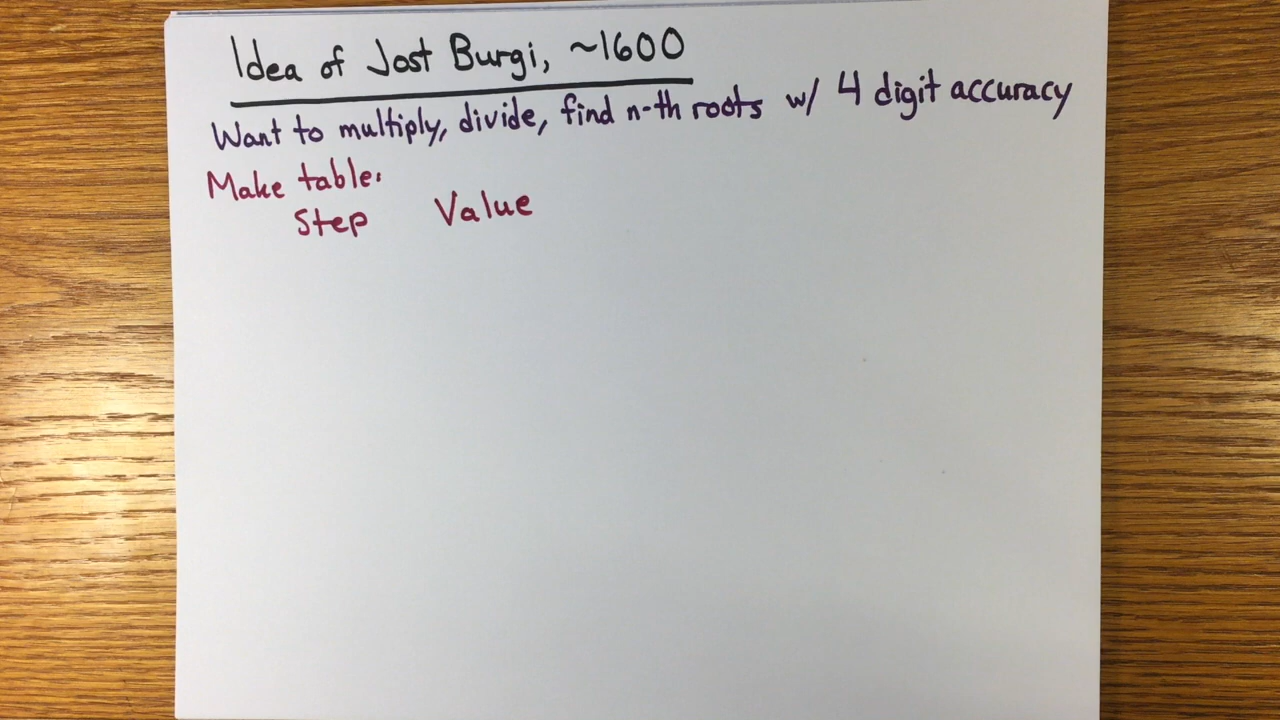 Idea of Jost Burgi, ~1600
Want to multiply, divide, find n-th roots w/ 4 digit accuracy
Make table.
Step Value